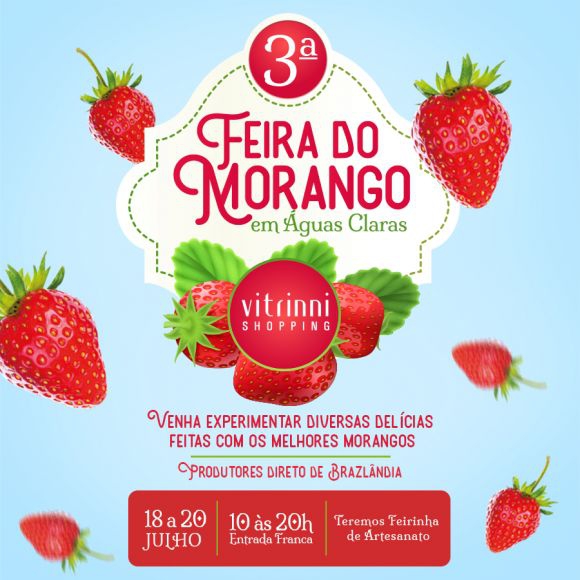 3ª
FEIRA DO
MORANGO
em Águas Claras
vitrinni
SHOPPING
VENHA EXPERIMENTAR DIVERSAS DELÍCIAS
FEITAS COM OS MELHORES MORANGOS
PRODUTORES DIRETO DE BRAZLÂNDIA
18 a 20
JULHO
10 às 20h
Entrada Franca
Teremos Feirinha
de Artesanato